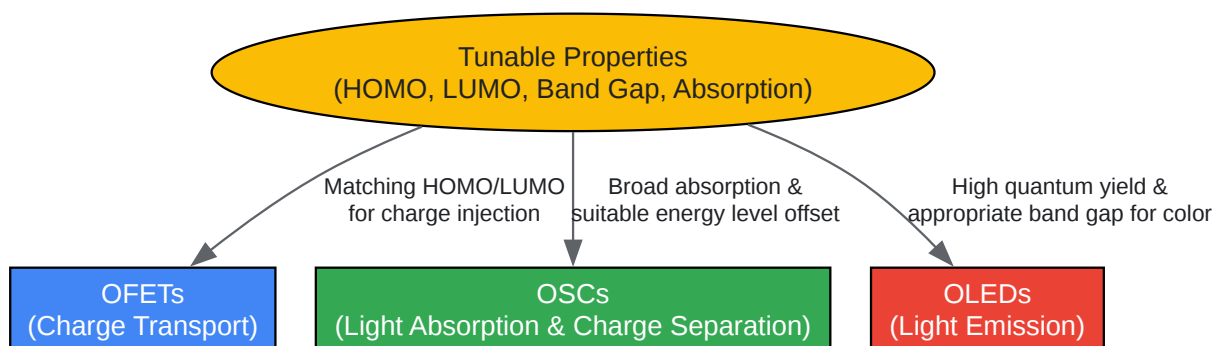 Tunable Properties
(HOMO, LUMO, Band Gap, Absorption)
Matching HOMO/LUMO
for charge injection
Broad absorption &
suitable energy level offset
High quantum yield &
appropriate band gap for color
OFETs
(Charge Transport)
OSCs
(Light Absorption & Charge Separation)
OLEDs
(Light Emission)